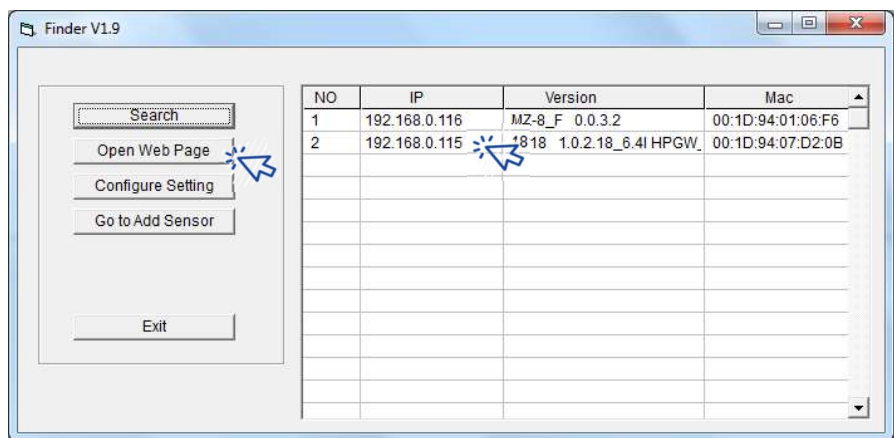 Finder V1.9
Search
Open Web Page
Configure Setting
Go to Add Sensor
Exit
NO IP Version Mac
1 192.168.0.116 MZ-8_F 0.0.3.2 00:1D:94:01:06:F6
2 192.168.0.115 1818 1.0.2.18_6.4I HPGW_ 00:1D:94:07:D2:0B